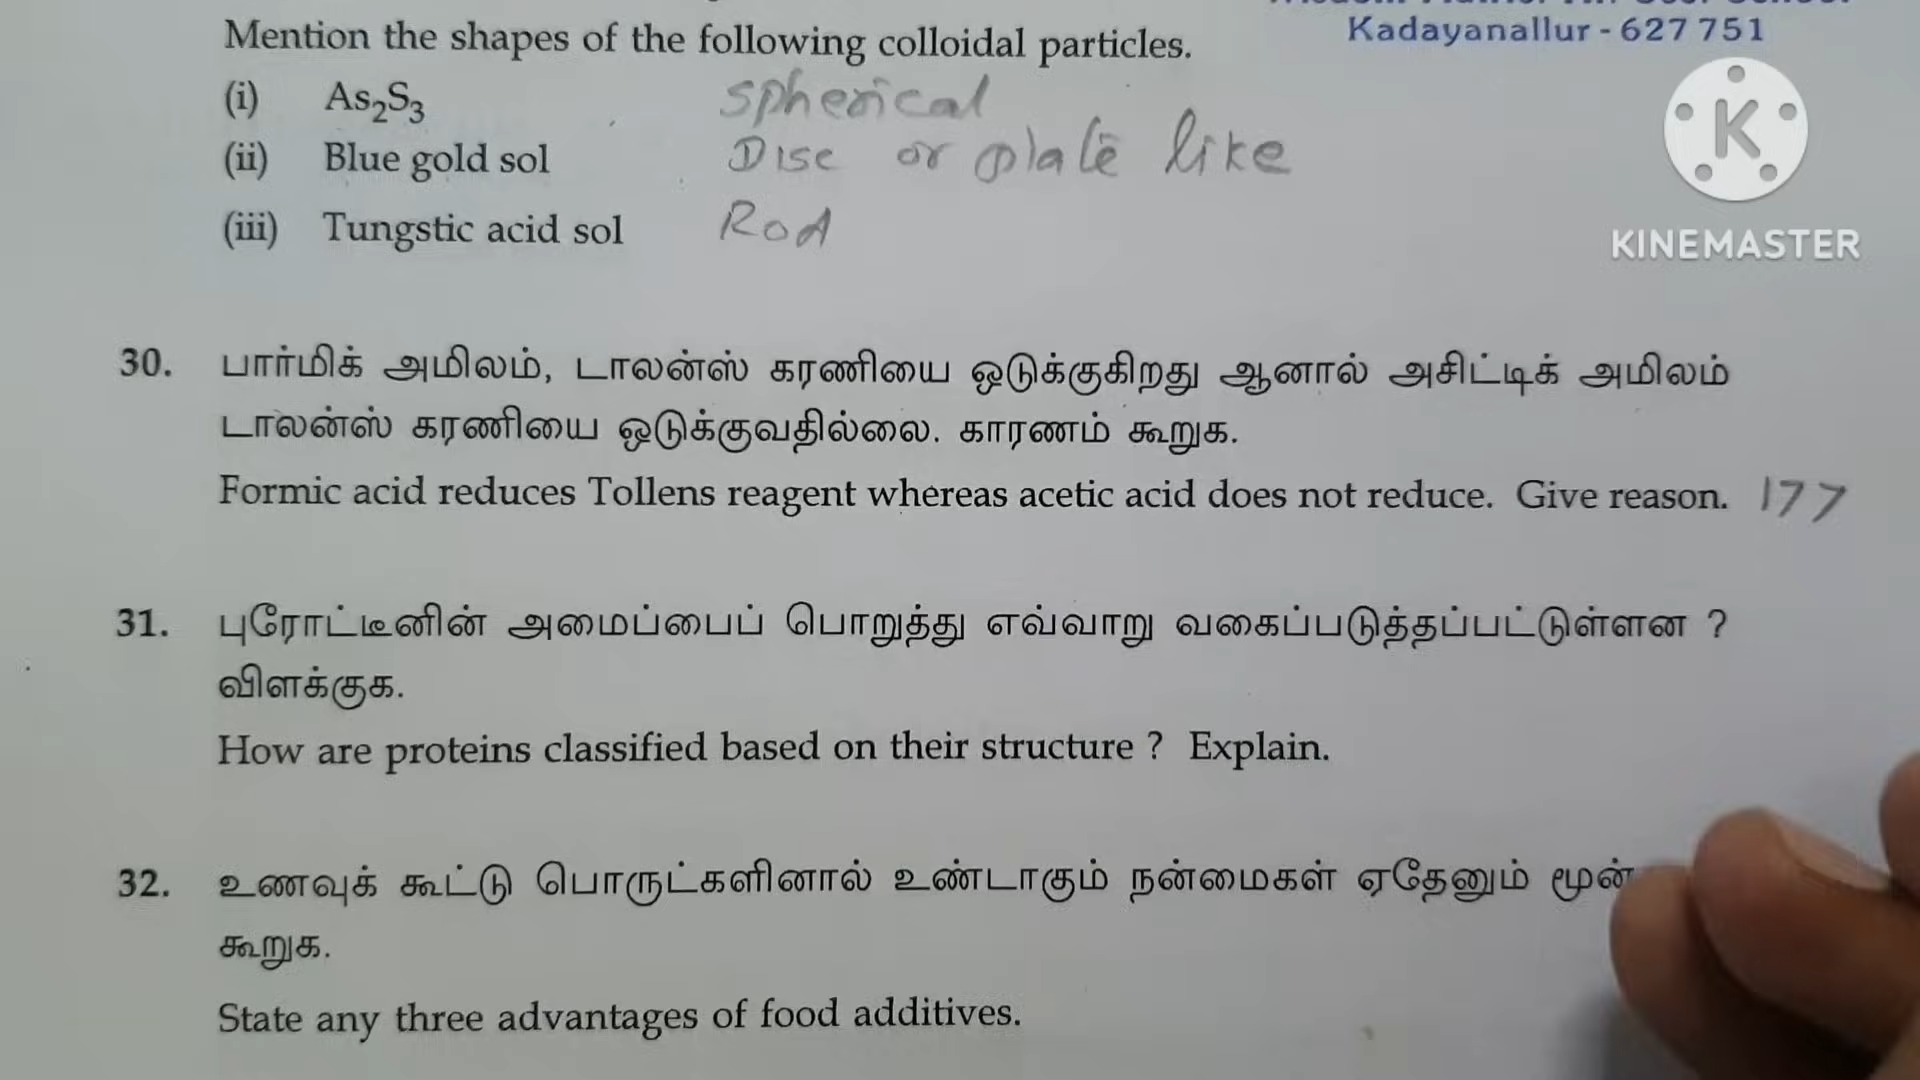 Mention the shapes of the following colloidal particles.
Kadayanallur - 627 751
(i) As₂S₃ Spherical
(ii) Blue gold sol Disc or plate like
(iii) Tungstic acid sol Rod
KINEMASTER
30. பார்மிக் அமிலம், டாலன்ஸ் கரணியை ஒடுக்குகிறது ஆனால் அசிட்டிக் அமிலம்
டாலன்ஸ் கரணியை ஒடுக்குவதில்லை. காரணம் கூறுக.
Formic acid reduces Tollens reagent whereas acetic acid does not reduce. Give reason. 177
31. புரோட்டீனின் அமைப்பைப் பொறுத்து எவ்வாறு வகைப்படுத்தப்பட்டுள்ளன ?
விளக்குக.
How are proteins classified based on their structure ? Explain.
32. உணவுக் கூட்டு பொருட்களினால் உண்டாகும் நன்மைகள் ஏதேனும்
கூறுக.
State any three advantages of food additives.